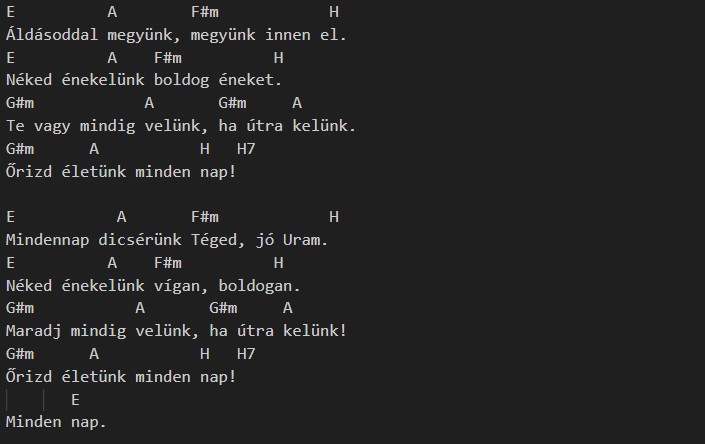 E          A        F#m            H
Áldásoddal megyünk, megyünk innen el.
E          A    F#m          H
Néked énekelünk boldog éneket.
G#m            A       G#m     A
Te vagy mindig velünk, ha útra kelünk.
G#m      A           H   H7
Őrizd életünk minden nap!

E           A       F#m            H
Mindennap dicsérünk Téged, jó Uram.
E          A    F#m          H
Néked énekelünk vígan, boldogan.
G#m           A       G#m     A
Maradj mindig velünk, ha útra kelünk!
G#m      A           H   H7
Őrizd életünk minden nap!
       E
Minden nap.